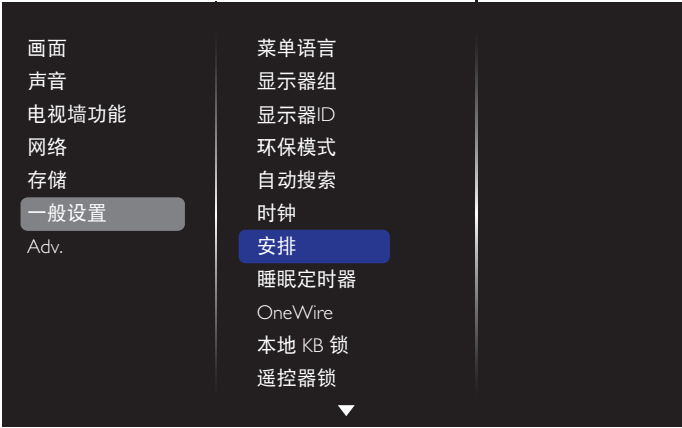 画面
声音
电视墙功能
网络
存储
一般设置
Adv.
菜单语言
显示器组
显示器ID
环保模式
自动搜索
时钟
安排
睡眠定时器
OneWire
本地 KB 锁
遥控器锁